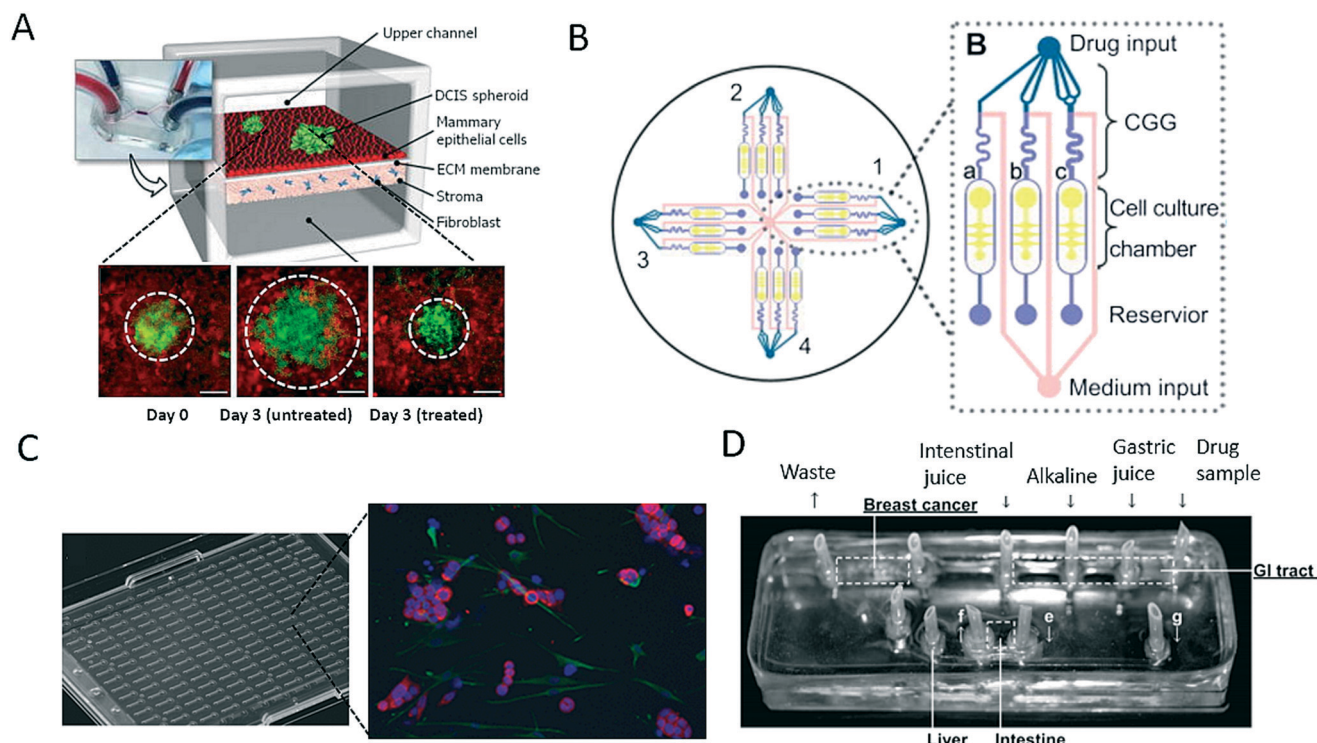 A
Upper channel
DCIS spheroid
Mammary
epithelial cells
ECM membrane
Stroma
Fibroblast
Day 0
Day 3 (untreated)
Day 3 (treated)
B
1
2
3
4
B
Drug input
CGG
a
b
c
Cell culture
chamber
Reservior
Medium input
C
D
Waste
Intenstinal
juice
Alkaline
Gastric
juice
Drug
sample
↑
↓
↓
↓
↓
Breast cancer
GI tract
f
e
g
Liver
Intestine